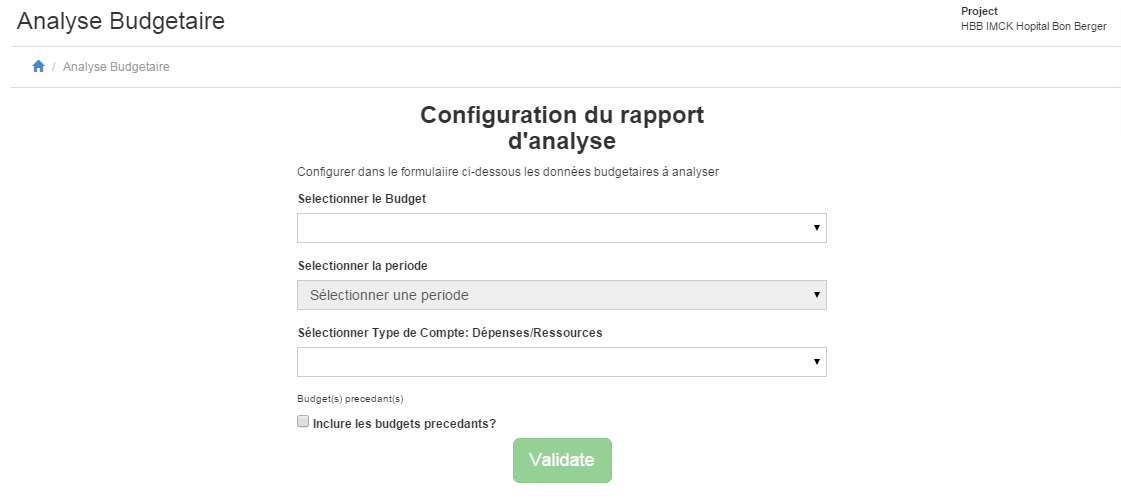 Analyse Budgetaire
Project
HBB IMCK Hopital Bon Berger
/ Analyse Budgetaire
Configuration du rapport
d'analyse
Configurer dans le formulaiire ci-dessous les données budgetaires à analyser
Selectionner le Budget
Selectionner la periode
Sélectionner une periode
Sélectionner Type de Compte: Dépenses/Ressources
Budget(s) precedant(s)
Inclure les budgets precedants?
Validate